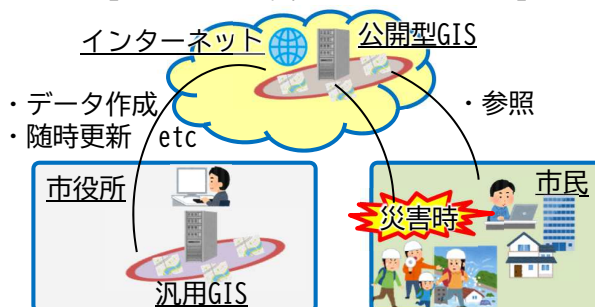 インターネット
公開型GIS
・データ作成
・随時更新 etc
・参照
市役所
市民
災害時
汎用GIS